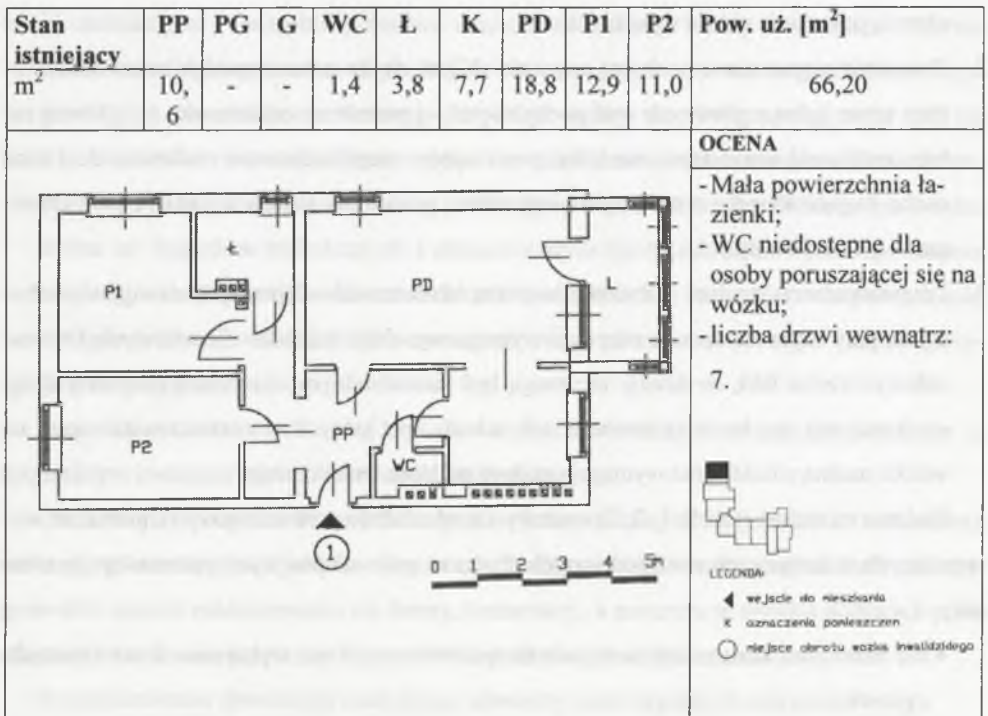 Stan istniejący PP PG G WC Ł K PD P1 P2 Pow. uż. [m²]
m² 10,6 - - 1,4 3,8 7,7 18,8 12,9 11,0 66,20
OCENA
- Mała powierzchnia ła-
zienki;
- WC niedostępne dla
osoby poruszającej się na
wózku;
- liczba drzwi wewnątrz:
7.
Ł
P1
PD
L
P2
PP
WC
K
1
0 1 2 3 4 5m
LEGENDA:
wejście do mieszkania
K oznaczenia pomieszczeń
miejsce obrotu wózka inwalidzkiego